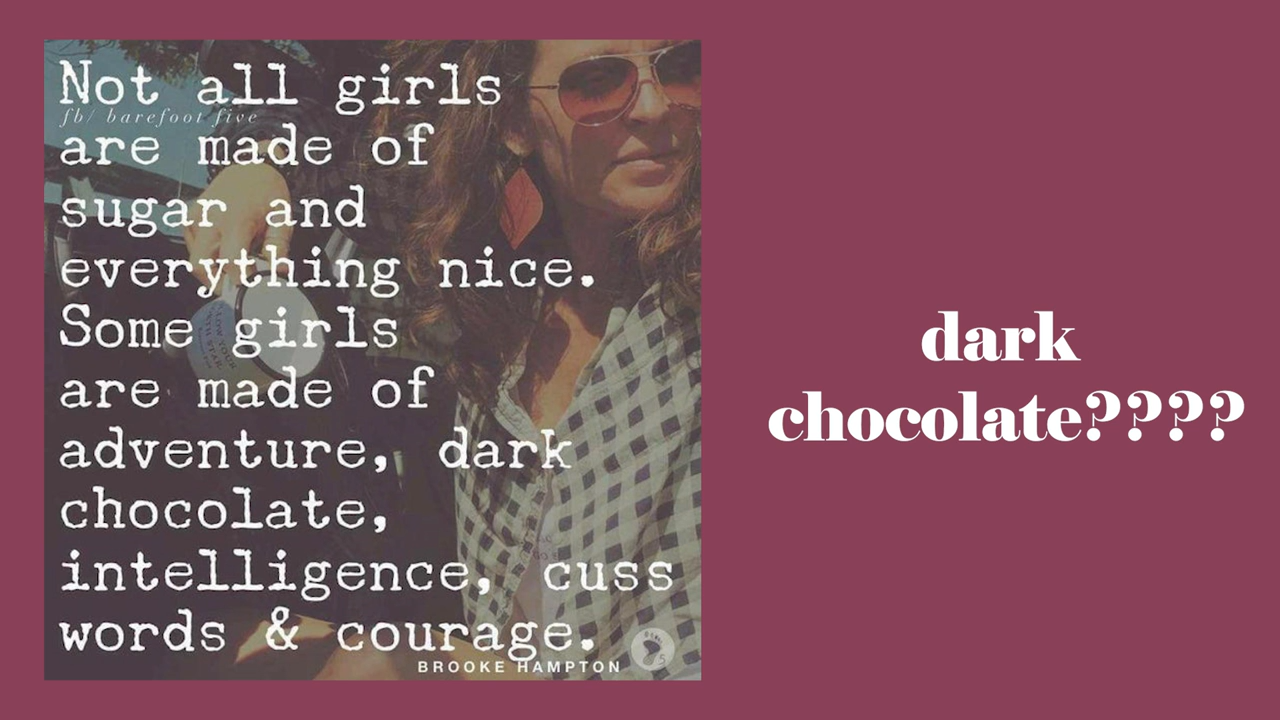 Not all girls
fb/ barefoot five
are made of
sugar and
everything nice.
Some girls
are made of
adventure, dark
chocolate,
intelligence, cuss
words & courage.
BROOKE HAMPTON
5
dark
chocolate????